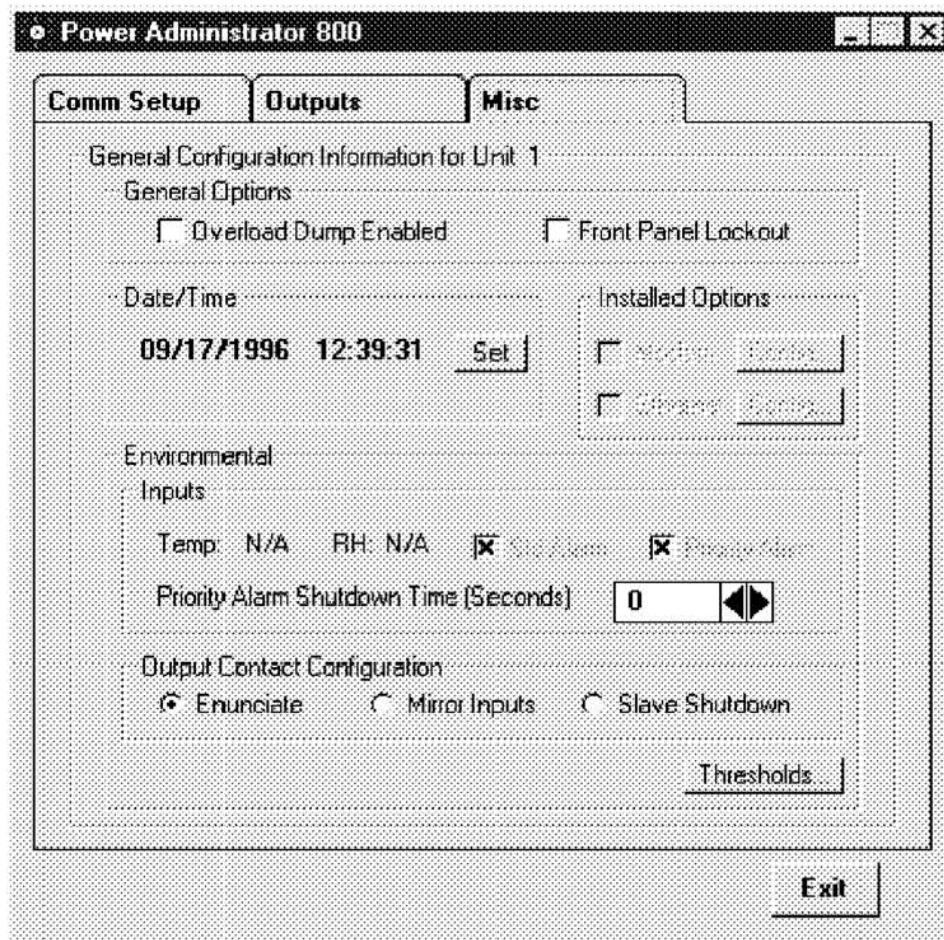 Power Administrator 800
Comm Setup Outputs Misc
General Configuration Information for Unit 1
General Options
Overload Dump Enabled Front Panel Lockout
Date/Time Installed Options
09/17/1996 12:39:31 Set
Environmental
Inputs
Temp: N/A RH: N/A
Priority Alarm Shutdown Time (Seconds) 0
Output Contact Configuration
Enunciate Mirror Inputs Slave Shutdown
Thresholds...
Exit